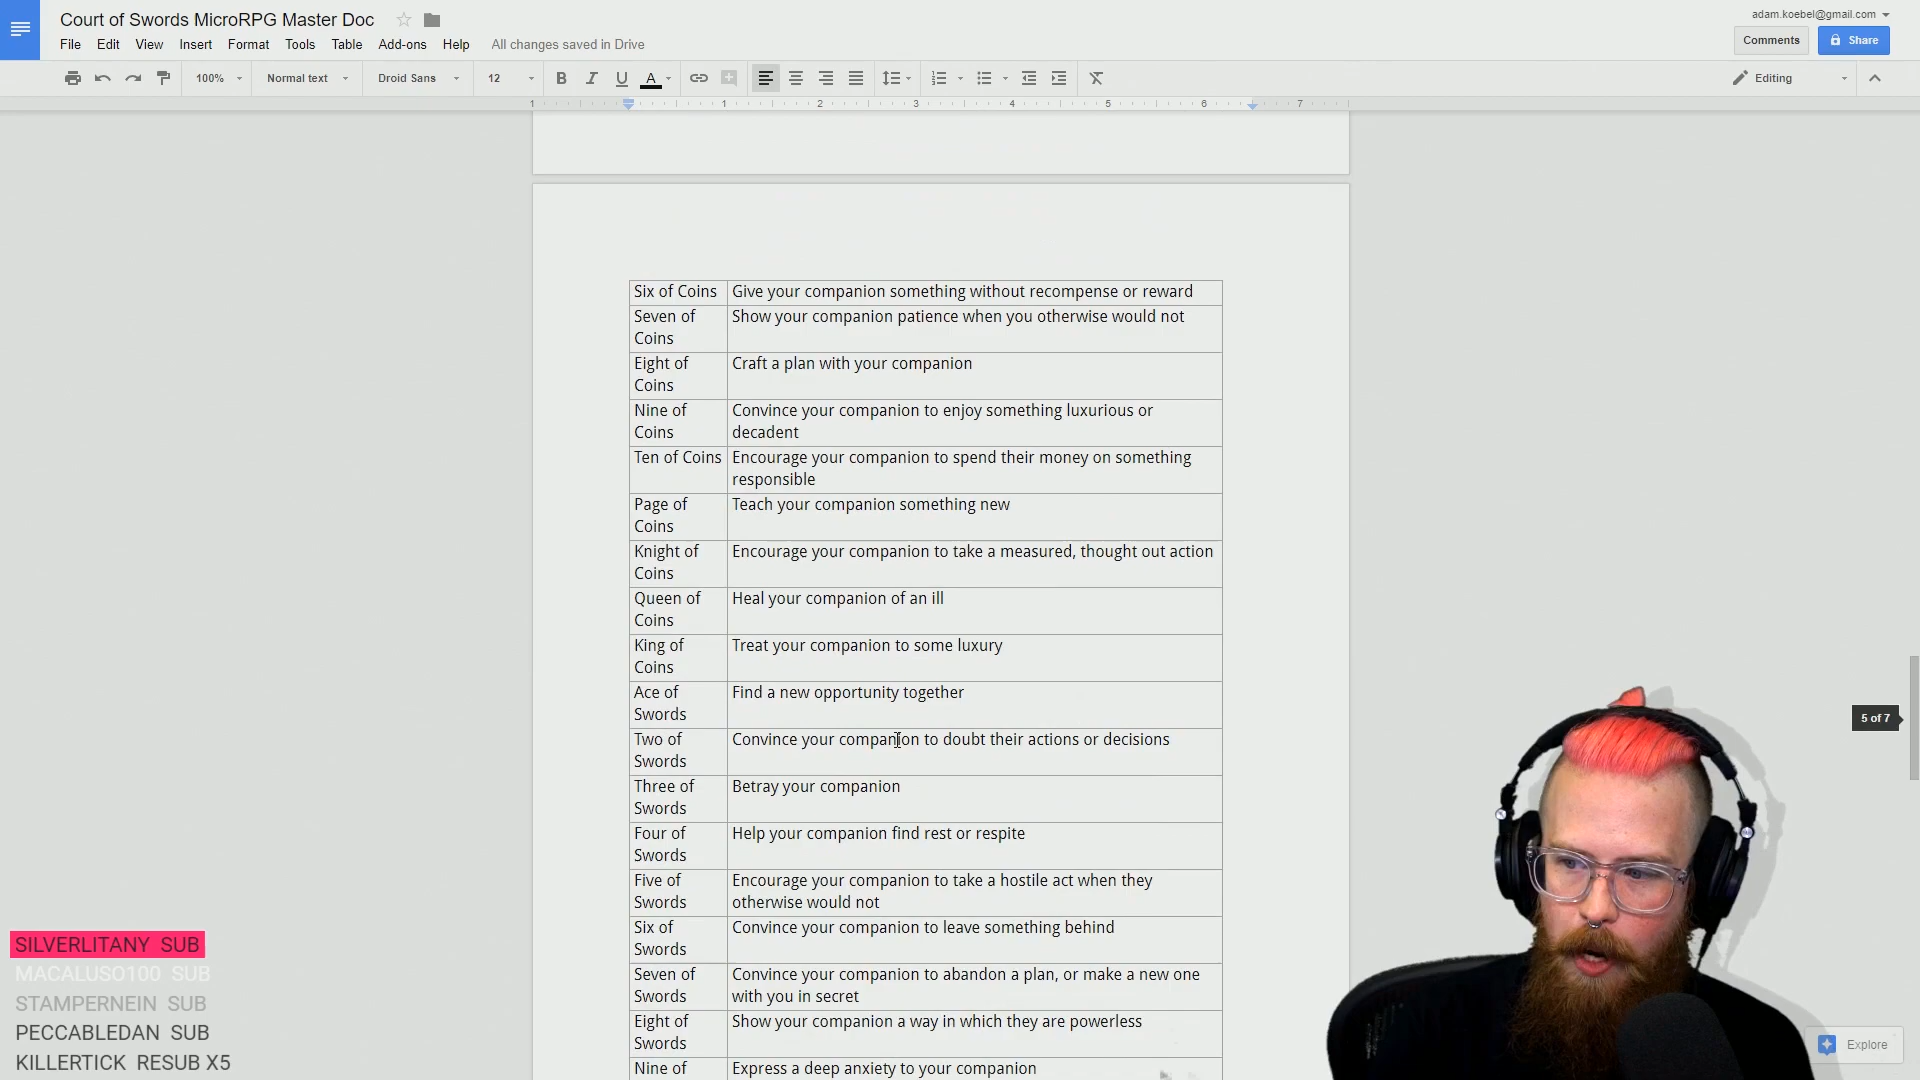 Court of Swords MicroRPG Master Doc
adam.koebel@gmail.com
File Edit View Insert Format Tools Table Add-ons Help All changes saved in Drive
Comments Share
100% Normal text Droid Sans 12 B I U A Editing
1 1 2 3 4 5 6 7
Six of Coins Give your companion something without recompense or reward
Seven of Show your companion patience when you otherwise would not
Coins
Eight of Craft a plan with your companion
Coins
Nine of Convince your companion to enjoy something luxurious or
Coins decadent
Ten of Coins Encourage your companion to spend their money on something
responsible
Page of Teach your companion something new
Coins
Knight of Encourage your companion to take a measured, thought out action
Coins
Queen of Heal your companion of an ill
Coins
King of Treat your companion to some luxury
Coins
Ace of Find a new opportunity together
Swords
5 of 7
Two of Convince your companion to doubt their actions or decisions
Swords
Three of Betray your companion
Swords
Four of Help your companion find rest or respite
Swords
Five of Encourage your companion to take a hostile act when they
Swords otherwise would not
Six of Convince your companion to leave something behind
Swords
Seven of Convince your companion to abandon a plan, or make a new one
Swords with you in secret
Eight of Show your companion a way in which they are powerless
Swords
Nine of Express a deep anxiety to your companion
SILVERLITANY SUB
MACALUSO100 SUB
STAMPERNEIN SUB
PECCABLEDAN SUB
KILLERTICK RESUB X5
Explore